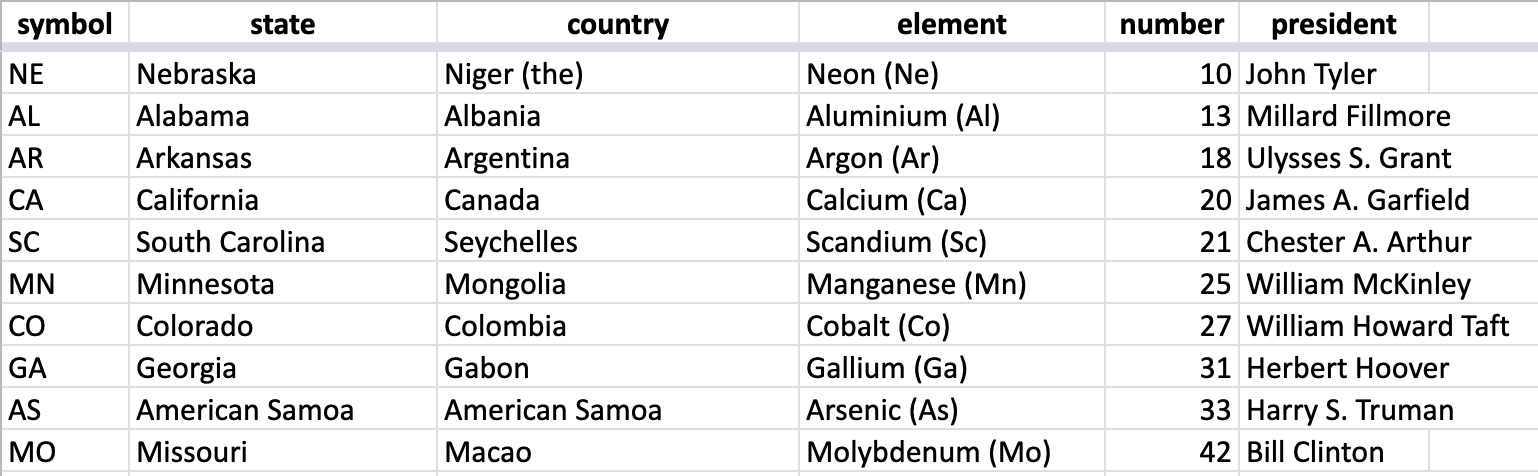 symbol state country element number president
NE Nebraska Niger (the) Neon (Ne) 10 John Tyler
AL Alabama Albania Aluminium (Al) 13 Millard Fillmore
AR Arkansas Argentina Argon (Ar) 18 Ulysses S. Grant
CA California Canada Calcium (Ca) 20 James A. Garfield
SC South Carolina Seychelles Scandium (Sc) 21 Chester A. Arthur
MN Minnesota Mongolia Manganese (Mn) 25 William McKinley
CO Colorado Colombia Cobalt (Co) 27 William Howard Taft
GA Georgia Gabon Gallium (Ga) 31 Herbert Hoover
AS American Samoa American Samoa Arsenic (As) 33 Harry S. Truman
MO Missouri Macao Molybdenum (Mo) 42 Bill Clinton